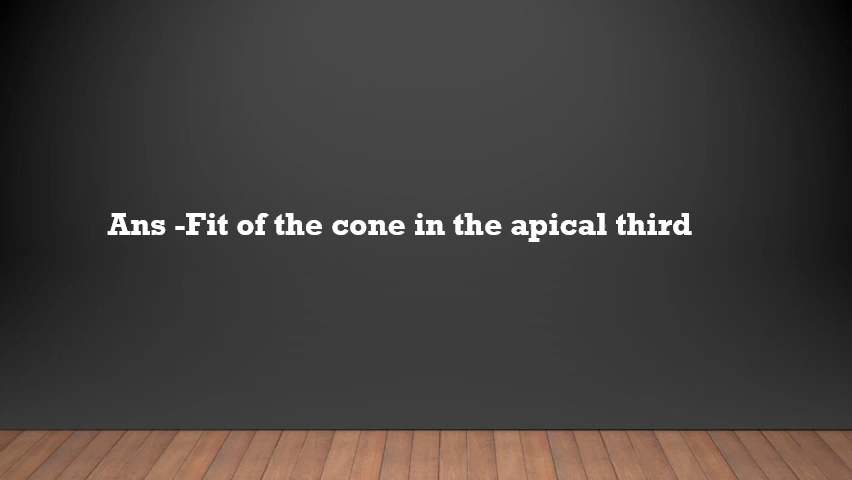 Ans -Fit of the cone in the apical third